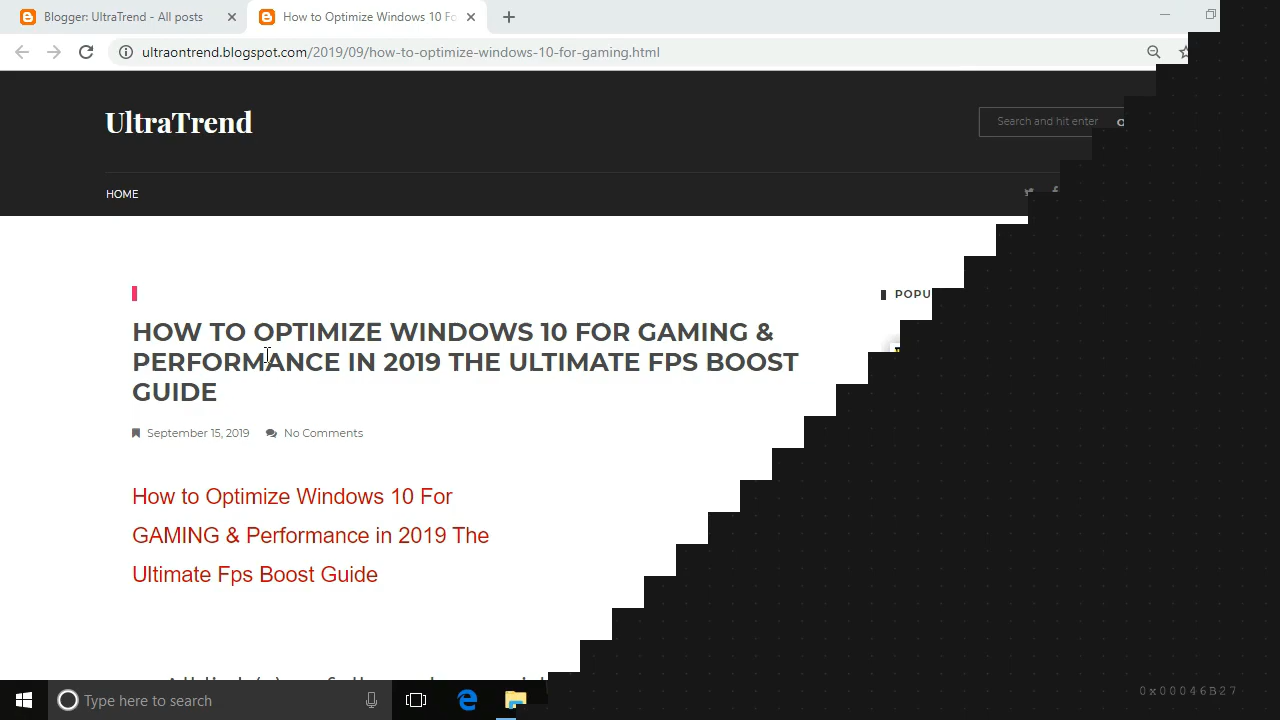 Blogger: UltraTrend - All posts
How to Optimize Windows 10 Fo
ultraontrend.blogspot.com/2019/09/how-to-optimize-windows-10-for-gaming.html
UltraTrend
Search and hit enter
HOME
POPU
HOW TO OPTIMIZE WINDOWS 10 FOR GAMING &
PERFORMANCE IN 2019 THE ULTIMATE FPS BOOST
GUIDE
September 15, 2019 No Comments
How to Optimize Windows 10 For
GAMING & Performance in 2019 The
Ultimate Fps Boost Guide
Type here to search
0x00046B27